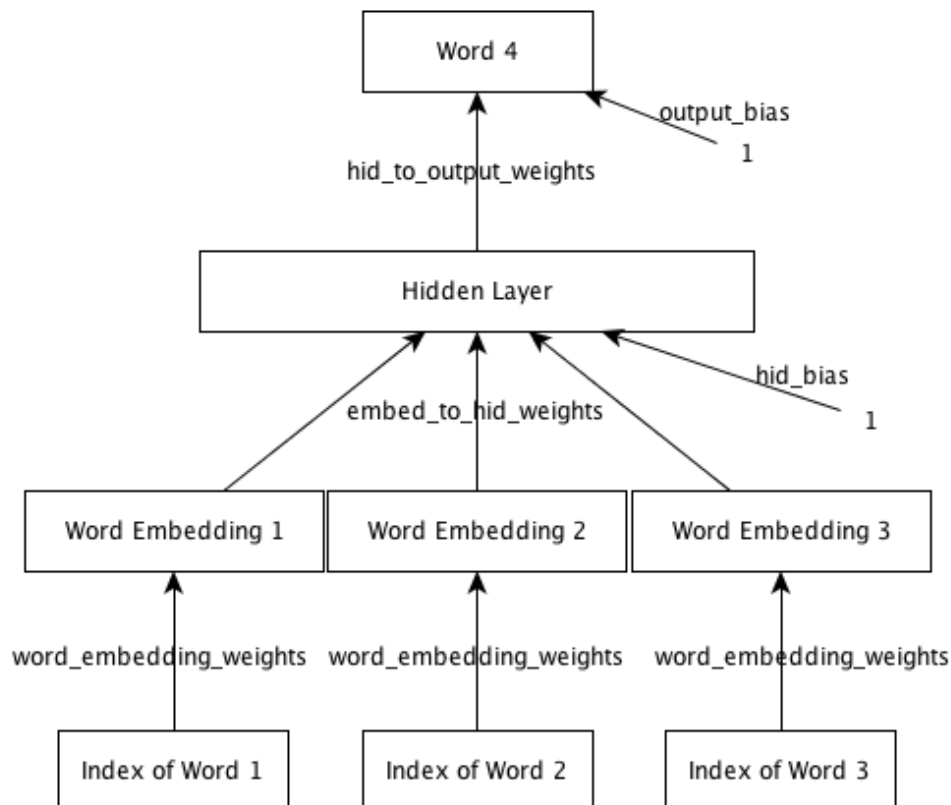 Word 4
output_bias
1
hid_to_output_weights
Hidden Layer
hid_bias
embed_to_hid_weights
1
Word Embedding 1
Word Embedding 2
Word Embedding 3
word_embedding_weights
word_embedding_weights
word_embedding_weights
Index of Word 1
Index of Word 2
Index of Word 3